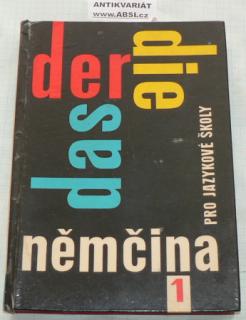 ANTIKVARIÁT
www.ABSI.cz
der
die
das
PRO JAZYKOVÉ ŠKOLY
němčina
1